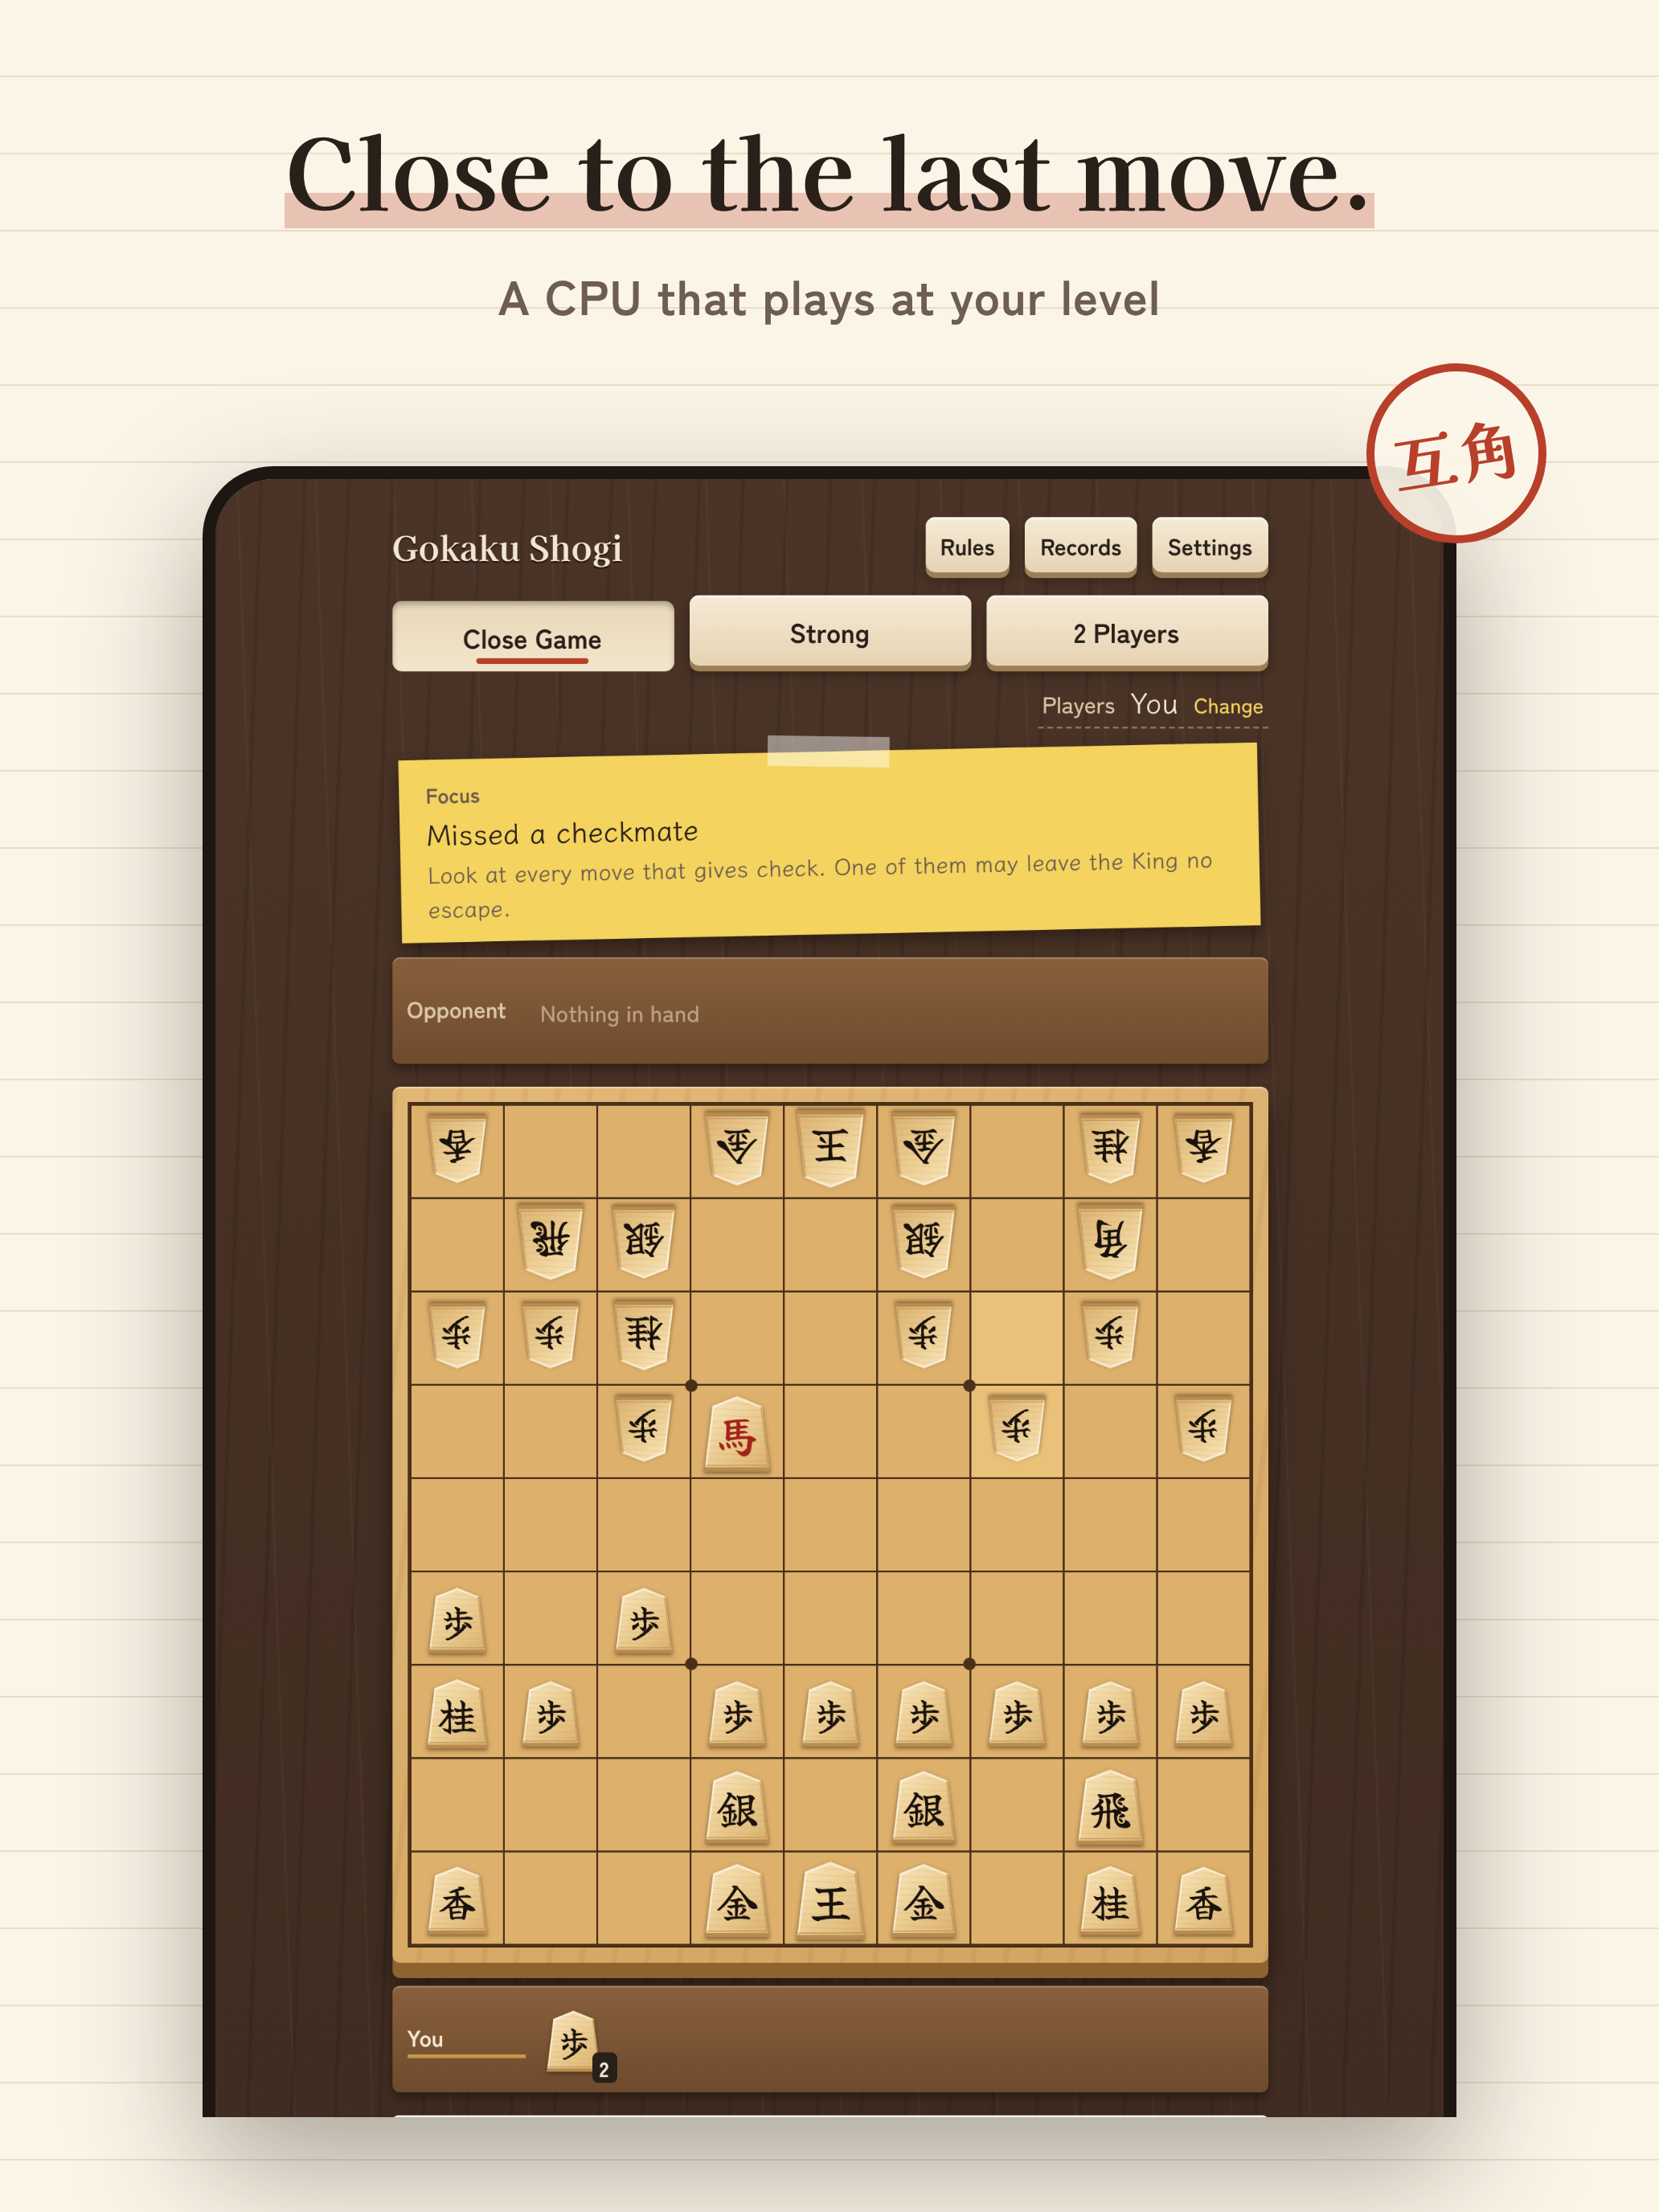 Close to the last move.
A CPU that plays at your level
互角
Gokaku Shogi
Rules
Records
Settings
Close Game
Strong
2 Players
Players You Change
Focus
Missed a checkmate
Look at every move that gives check. One of them may leave the King no
escape.
Opponent Nothing in hand
香 金 王 金 桂 香
飛 銀 銀 角
歩 歩 桂 歩 歩
歩 馬 歩 歩
歩 歩
桂 歩 歩 歩 歩 歩 歩 歩
銀 銀 飛
香 金 王 金 桂 香
You 歩 2